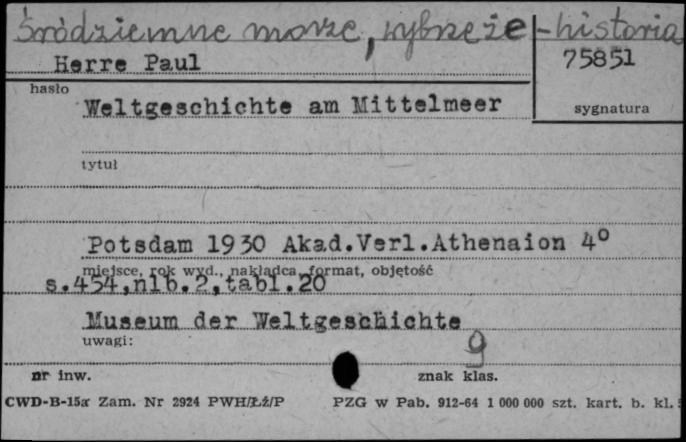 Śródziemne morze, wybrzeże - historia
Herre Paul
75851
hasło
Weltgeschichte am Mittelmeer
sygnatura
tytuł
Potsdam 1930 Akad.Verl.Athenaion 4°
miejsce, rok wyd., nakładca, format, objętość
s.454,nlb.2,tabl.20
Museum der Weltgeschichte
uwagi:
9
nr inw.
znak klas.
CWD-B-15a Zam. Nr 2924 PWH/Łź/P
PZG w Pab. 912-64 1 000 000 szt. kart. b. kl.